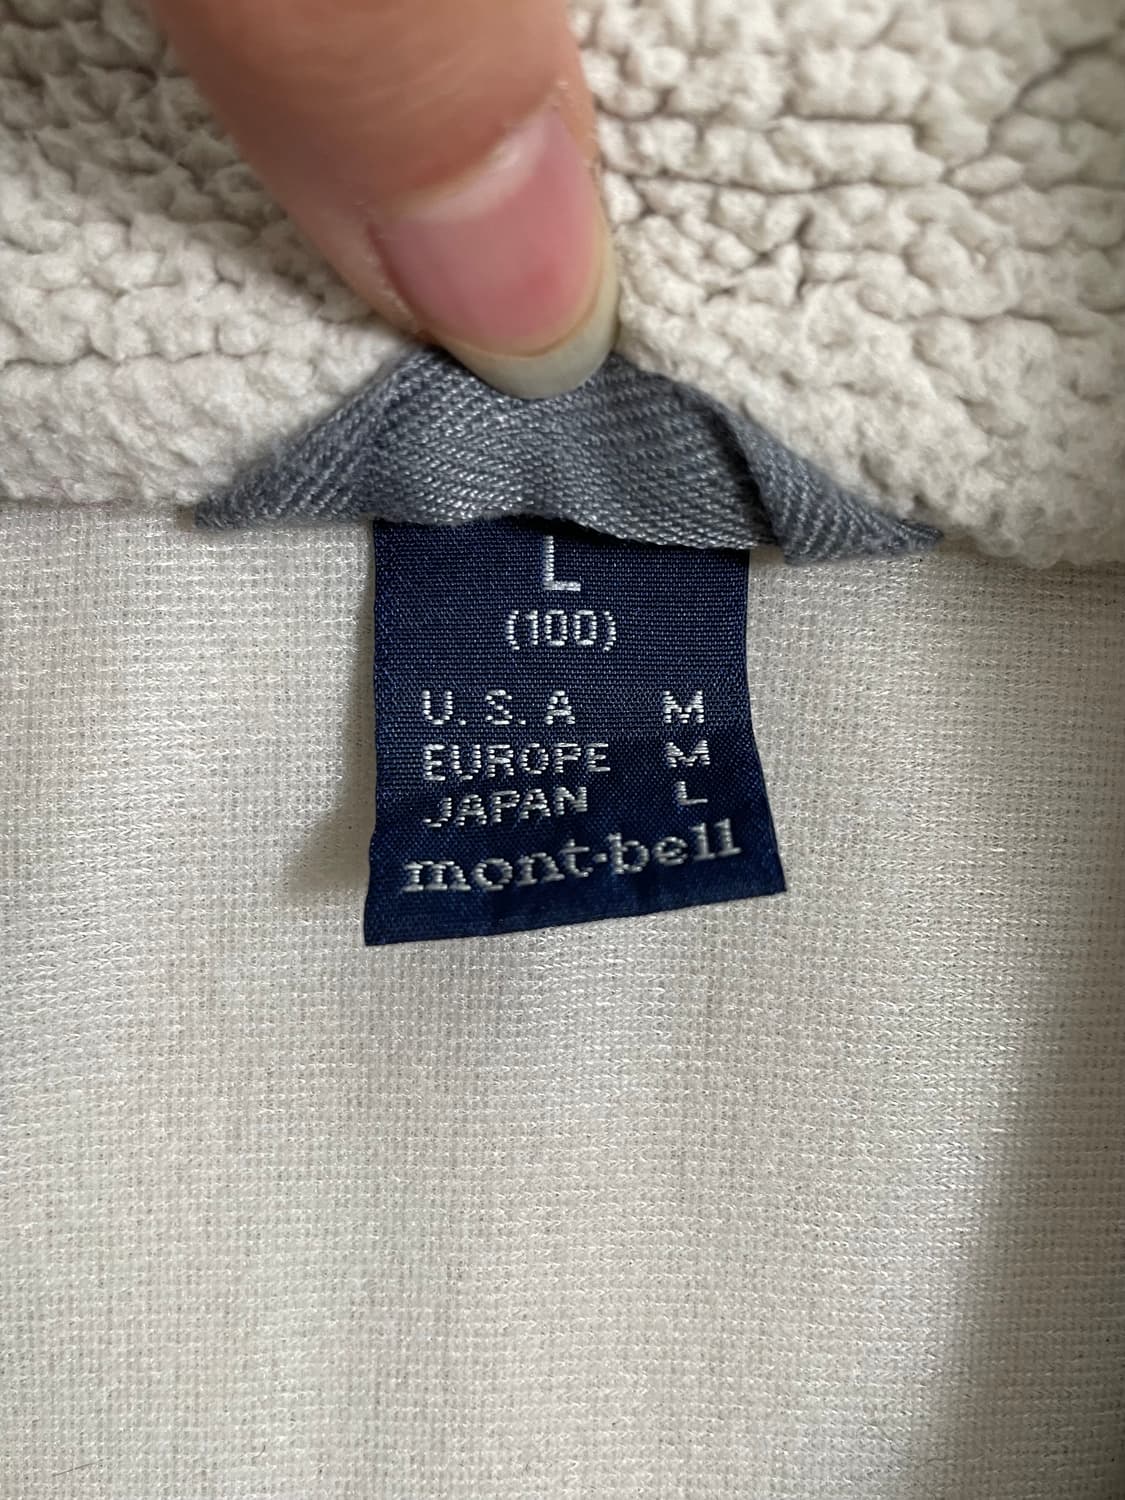 L
(100)
U.S.A M
EUROPE M
JAPAN L
mont-bell